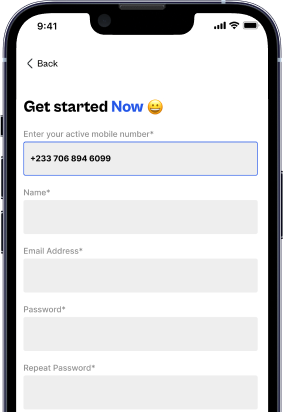 9:41
Back
Get started Now 😀
Enter your active mobile number*
+233 706 894 6099
Name*
Email Address*
Password*
Repeat Password*